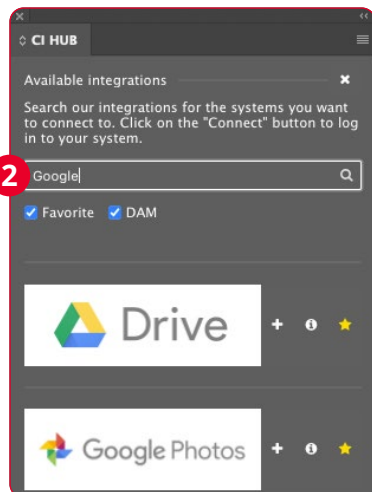 CI HUB
Available integrations
Search our integrations for the systems you want
to connect to. Click on the "Connect" button to log
in to your system.
2
Google
Favorite DAM
Drive
Google Photos